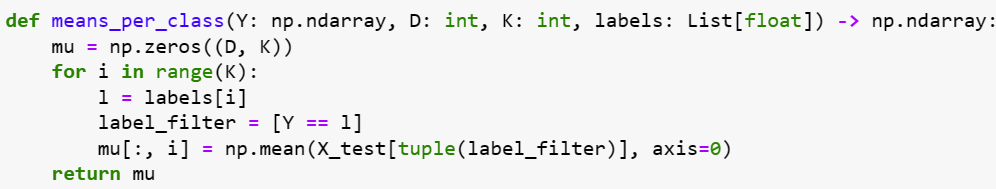 def means_per_class(Y: np.ndarray, D: int, K: int, labels: List[float]) -> np.ndarray:
    mu = np.zeros((D, K))
    for i in range(K):
        l = labels[i]
        label_filter = [Y == l]
        mu[:, i] = np.mean(X_test[tuple(label_filter)], axis=0)
    return mu